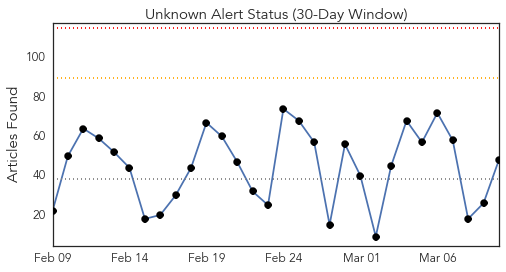 Unknown Alert Status (30-Day Window)
Articles Found
100
80
60
40
20
Feb 09 Feb 14 Feb 19 Feb 24 Mar 01 Mar 06